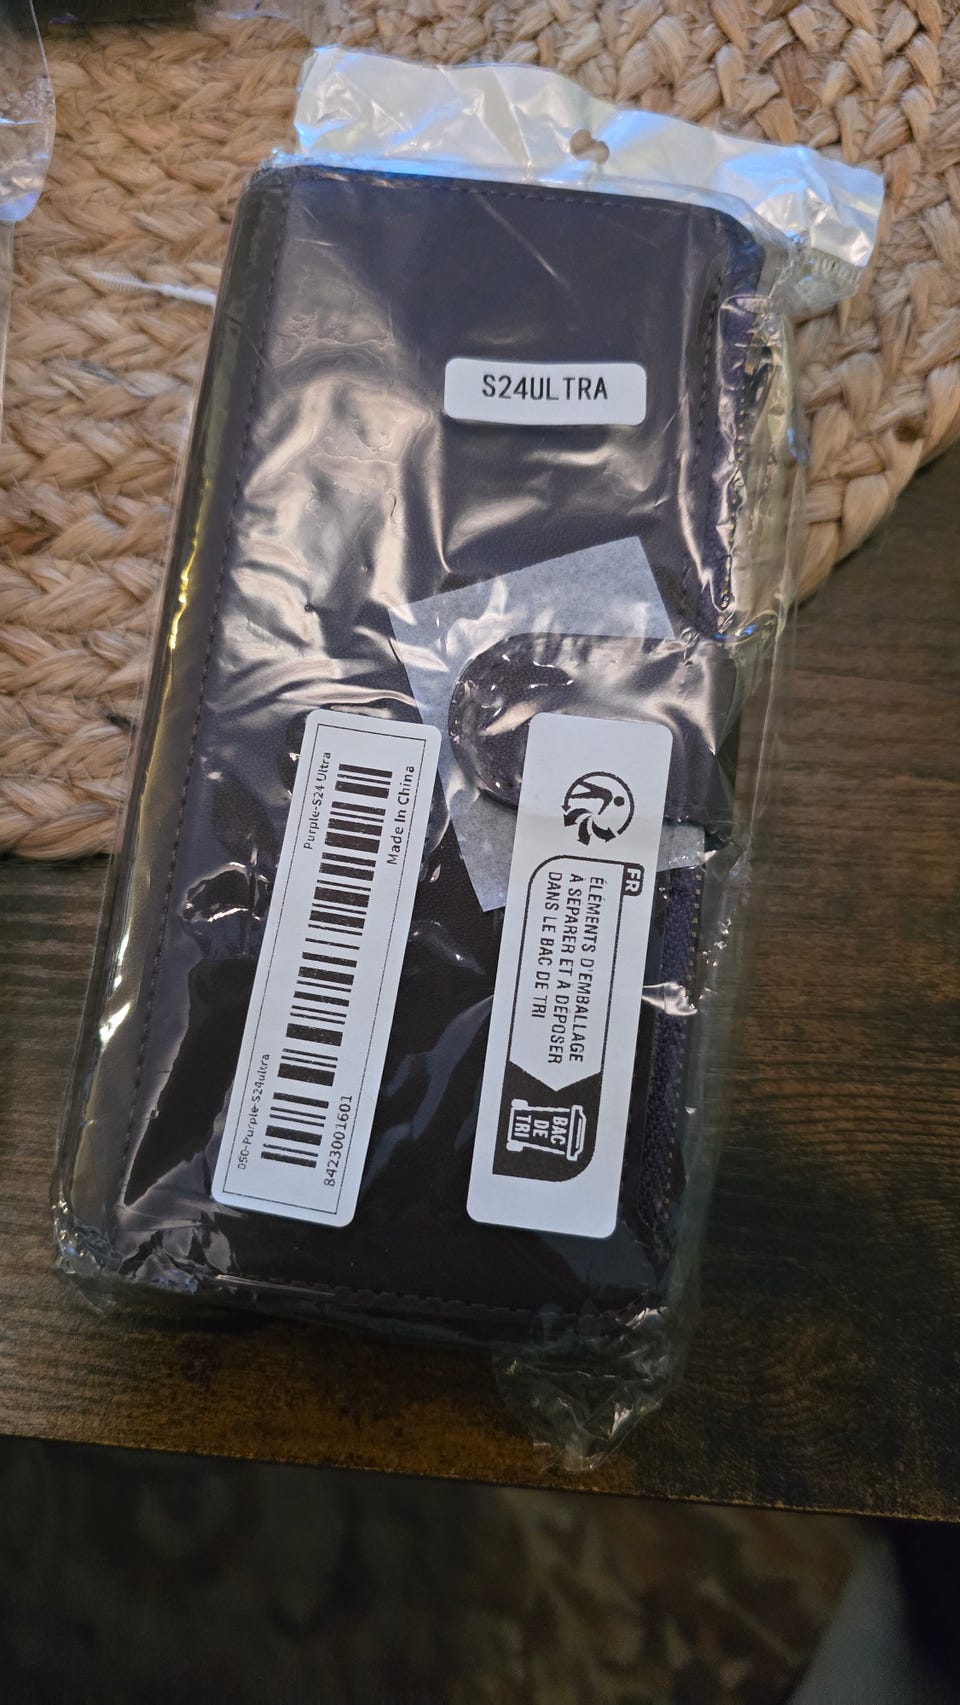 S24ULTRA
Purple-S24 Ultra
Made In China
050-Purple-S24ultra
8423001601
FR
ÉLÉMENTS D'EMBALLAGE
À SÉPARER ET À DÉPOSER
DANS LE BAC DE TRI
BAC
DE
TRI